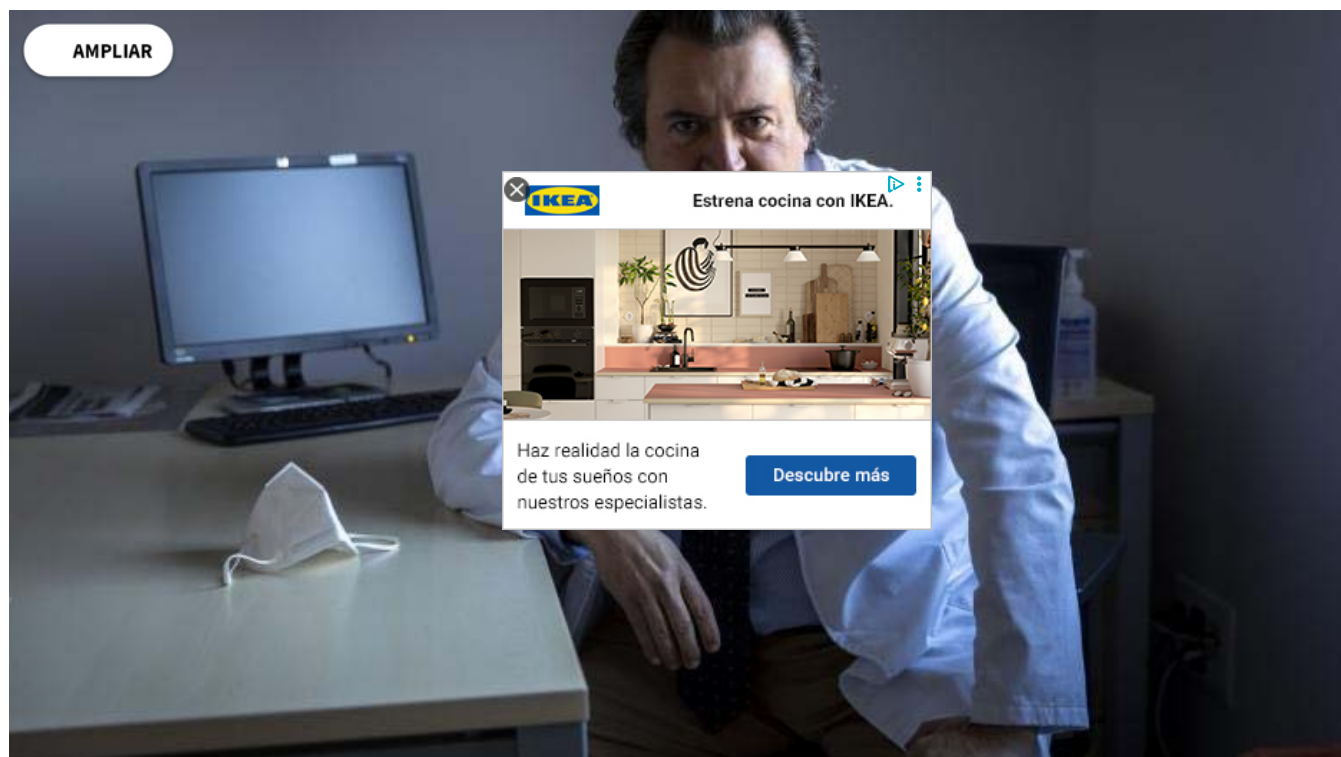 AMPLIAR
IKEA
Estrena cocina con IKEA.
Haz realidad la cocina
de tus sueños con
nuestros especialistas.
Descubre más